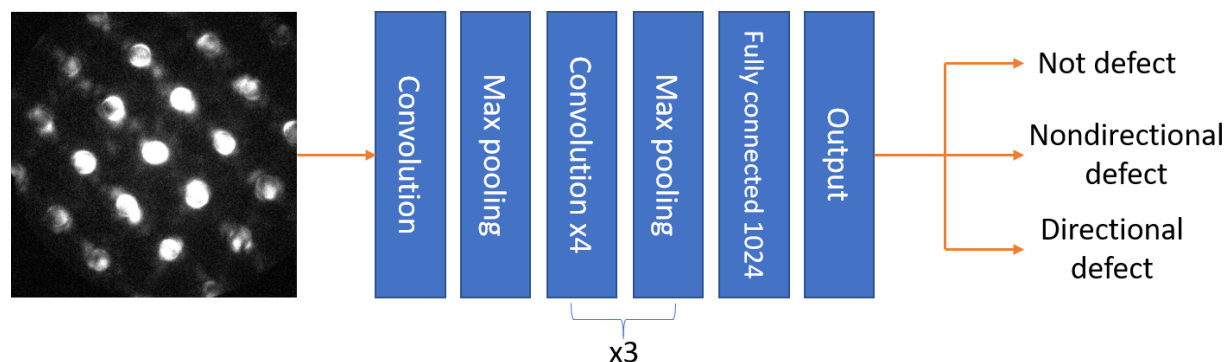 Convolution
Max pooling
Convolution x4
Max pooling
Fully connected 1024
Output
x3
Not defect
Nondirectional
defect
Directional
defect